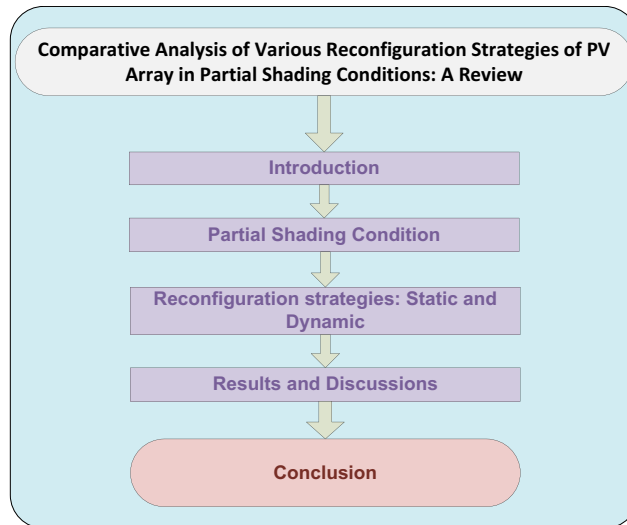 Comparative Analysis of Various Reconfiguration Strategies of PV
Array in Partial Shading Conditions: A Review
Introduction
Partial Shading Condition
Reconfiguration strategies: Static and
Dynamic
Results and Discussions
Conclusion